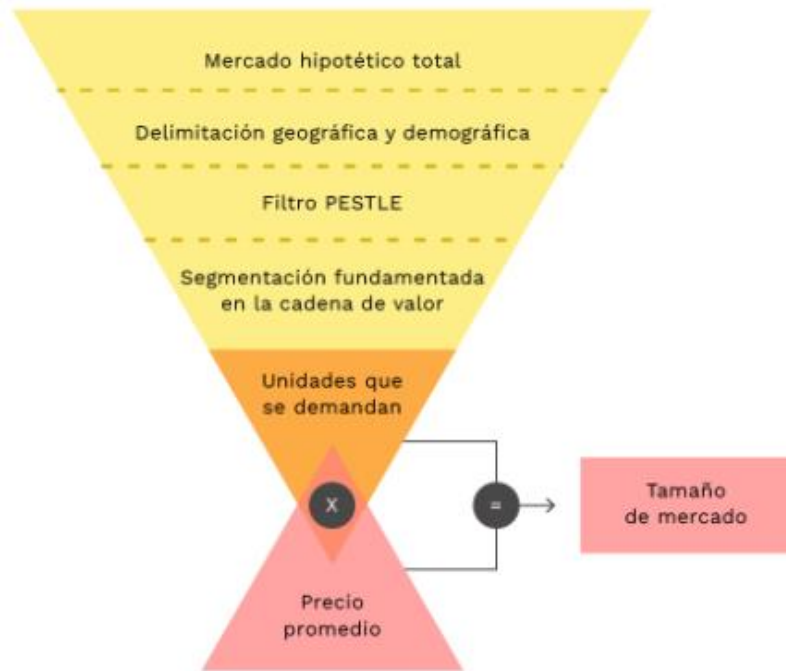 Mercado hipotético total
Delimitación geográfica y demográfica
Filtro PESTLE
Segmentación fundamentada
en la cadena de valor
Unidades que
se demandan
X
=
Tamaño
de mercado
Precio
promedio